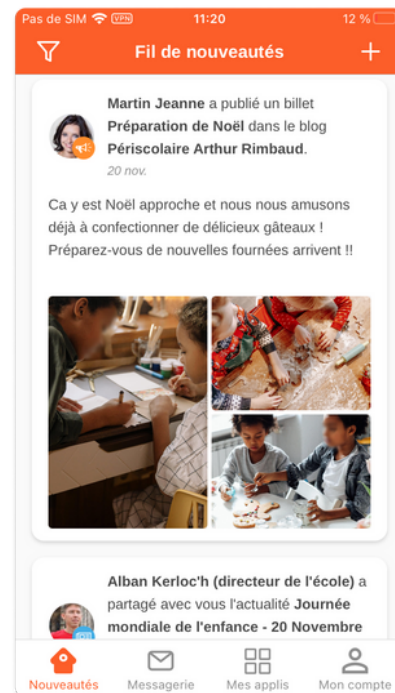 Pas de SIM VPN 11:20 12 %
Fil de nouveautés
Martin Jeanne a publié un billet
Préparation de Noël dans le blog
Périscolaire Arthur Rimbaud.
20 nov.
Ca y est Noël approche et nous nous amusons
déjà à confectionner de délicieux gâteaux !
Préparez-vous de nouvelles fournées arrivent !!
Alban Kerloc'h (directeur de l'école) a
partagé avec vous l'actualité Journée
mondiale de l'enfance - 20 Novembre
Nouveautés Messagerie Mes applis Mon compte